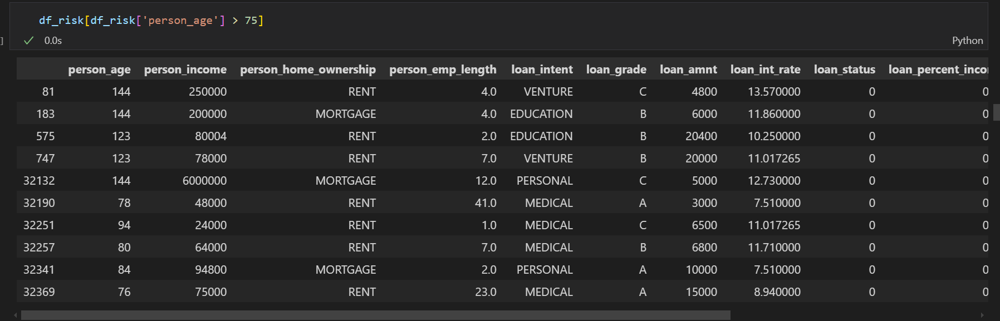 df_risk[df_risk['person_age'] > 75]
] ✓ 0.0s Python
person_age person_income person_home_ownership person_emp_length loan_intent loan_grade loan_amnt loan_int_rate loan_status loan_percent_incor
81 144 250000 RENT 4.0 VENTURE C 4800 13.570000 0 0
183 144 200000 MORTGAGE 4.0 EDUCATION B 6000 11.860000 0 0
575 123 80004 RENT 2.0 EDUCATION B 20400 10.250000 0 0
747 123 78000 RENT 7.0 VENTURE B 20000 11.017265 0 0
32132 144 6000000 MORTGAGE 12.0 PERSONAL C 5000 12.730000 0 0
32190 78 48000 RENT 41.0 MEDICAL A 3000 7.510000 0 0
32251 94 24000 RENT 1.0 MEDICAL C 6500 11.017265 0 0
32257 80 64000 RENT 7.0 MEDICAL B 6800 11.710000 0 0
32341 84 94800 MORTGAGE 2.0 PERSONAL A 10000 7.510000 0 0
32369 76 75000 RENT 23.0 MEDICAL A 15000 8.940000 0 0